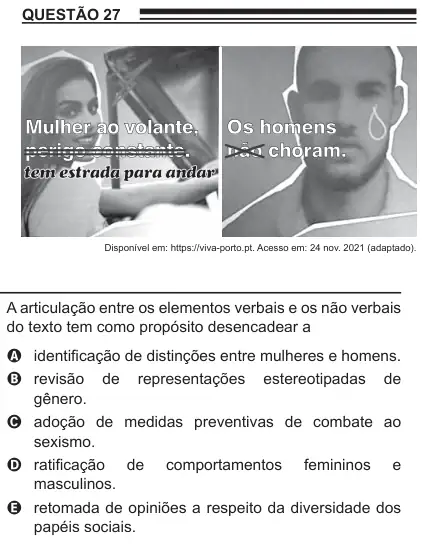 QUESTÃO 27
Mulher ao volante,
perigo constante.
tem estrada para andar
Os homens
não choram.
Disponível em: https://viva-porto.pt. Acesso em: 24 nov. 2021 (adaptado).
A articulação entre os elementos verbais e os não verbais
do texto tem como propósito desencadear a
A identificação de distinções entre mulheres e homens.
B revisão de representações estereotipadas de
gênero.
C adoção de medidas preventivas de combate ao
sexismo.
D ratificação de comportamentos femininos e
masculinos.
E retomada de opiniões a respeito da diversidade dos
papéis sociais.